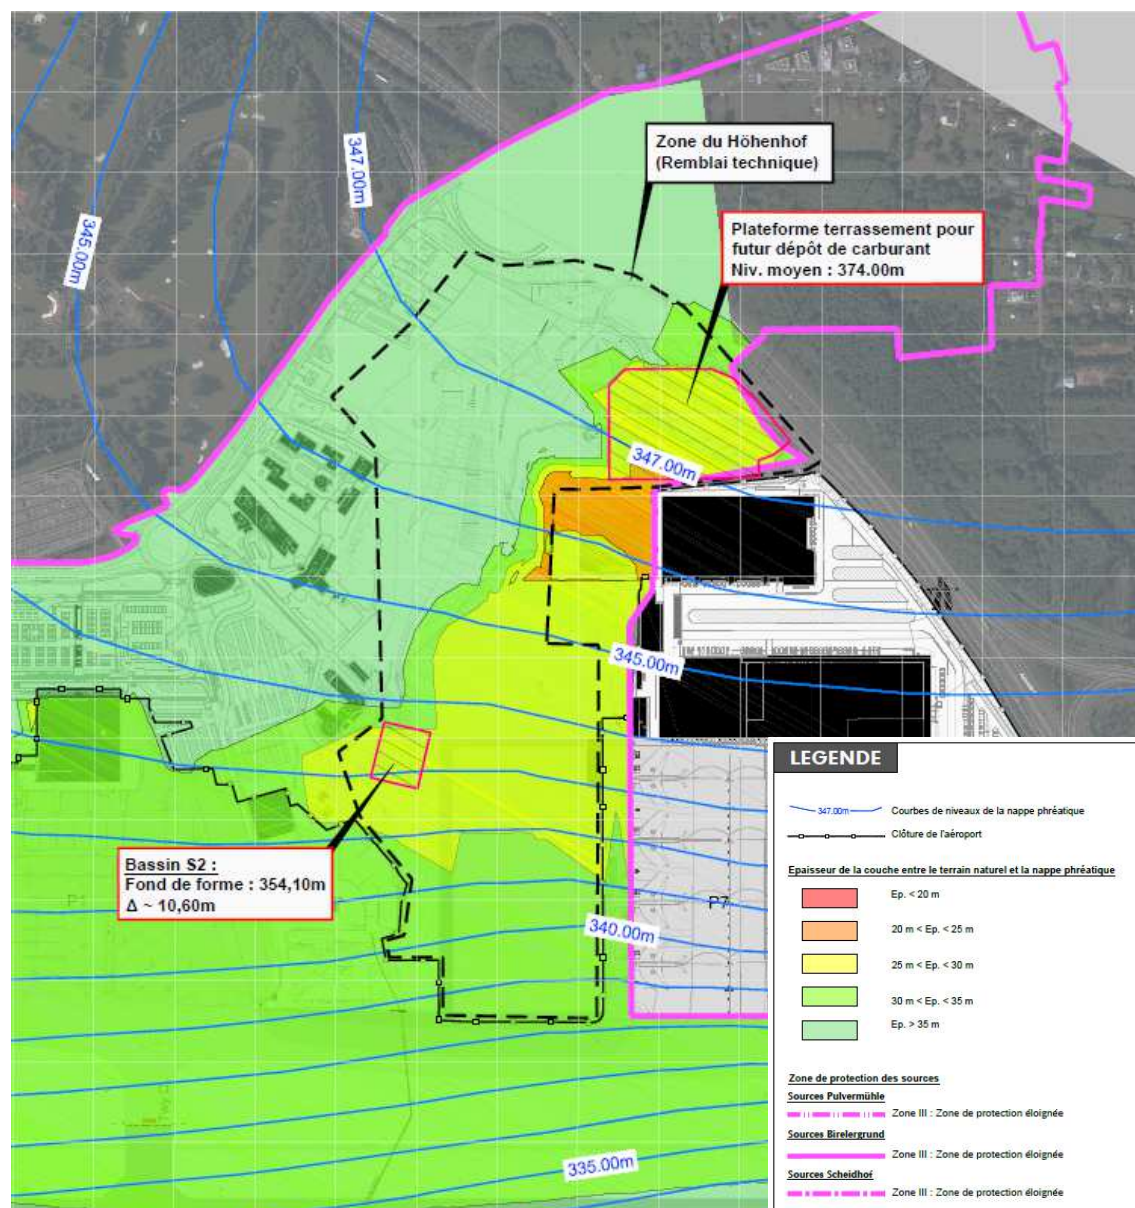 347.00m
345.00m
Zone du Höhenhof
(Remblai technique)
Plateforme terrassement pour
futur dépôt de carburant
Niv. moyen : 374.00m
347.00m
345.00m
Bassin S2 :
Fond de forme : 354,10m
Δ ~ 10,60m
P1
P7
340.00m
335.00m
LEGENDE
347.00m
Courbes de niveaux de la nappe phréatique
Clôture de l'aéroport
Epaisseur de la couche entre le terrain naturel et la nappe phréatique
Ep. < 20 m
20 m < Ep. < 25 m
25 m < Ep. < 30 m
30 m < Ep. < 35 m
Ep. > 35 m
Zone de protection des sources
Sources Pulvermühle
Zone III : Zone de protection éloignée
Sources Birelergrund
Zone III : Zone de protection éloignée
Sources Scheidhof
Zone III : Zone de protection éloignée